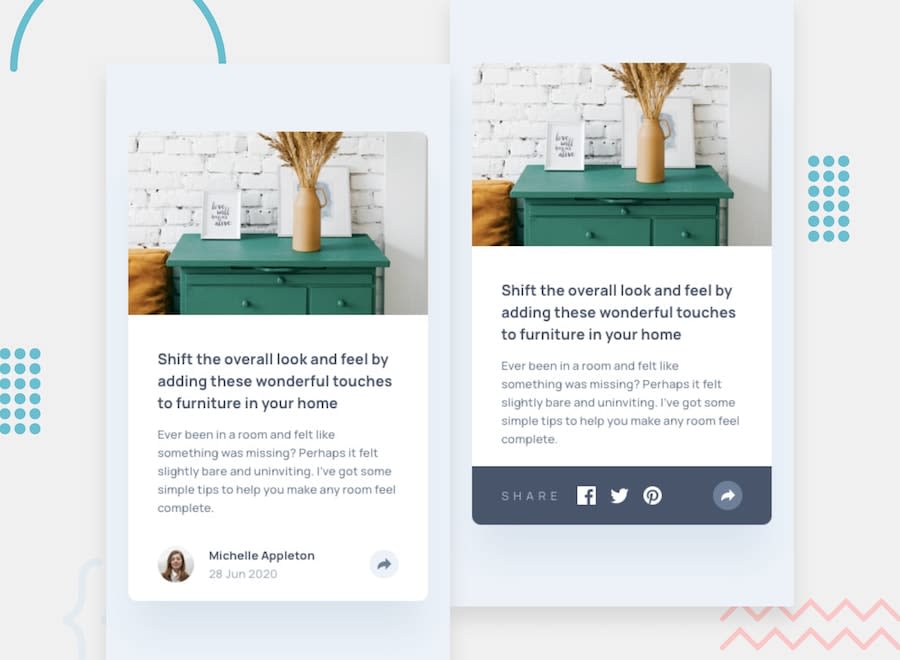 love
will
Shift the overall look and feel by
adding these wonderful touches
to furniture in your home
Ever been in a room and felt like
something was missing? Perhaps it felt
slightly bare and uninviting. I've got some
simple tips to help you make any room feel
complete.
Michelle Appleton
28 Jun 2020
love
will
alive
Shift the overall look and feel by
adding these wonderful touches
to furniture in your home
Ever been in a room and felt like
something was missing? Perhaps it felt
slightly bare and uninviting. I've got some
simple tips to help you make any room feel
complete.
SHARE